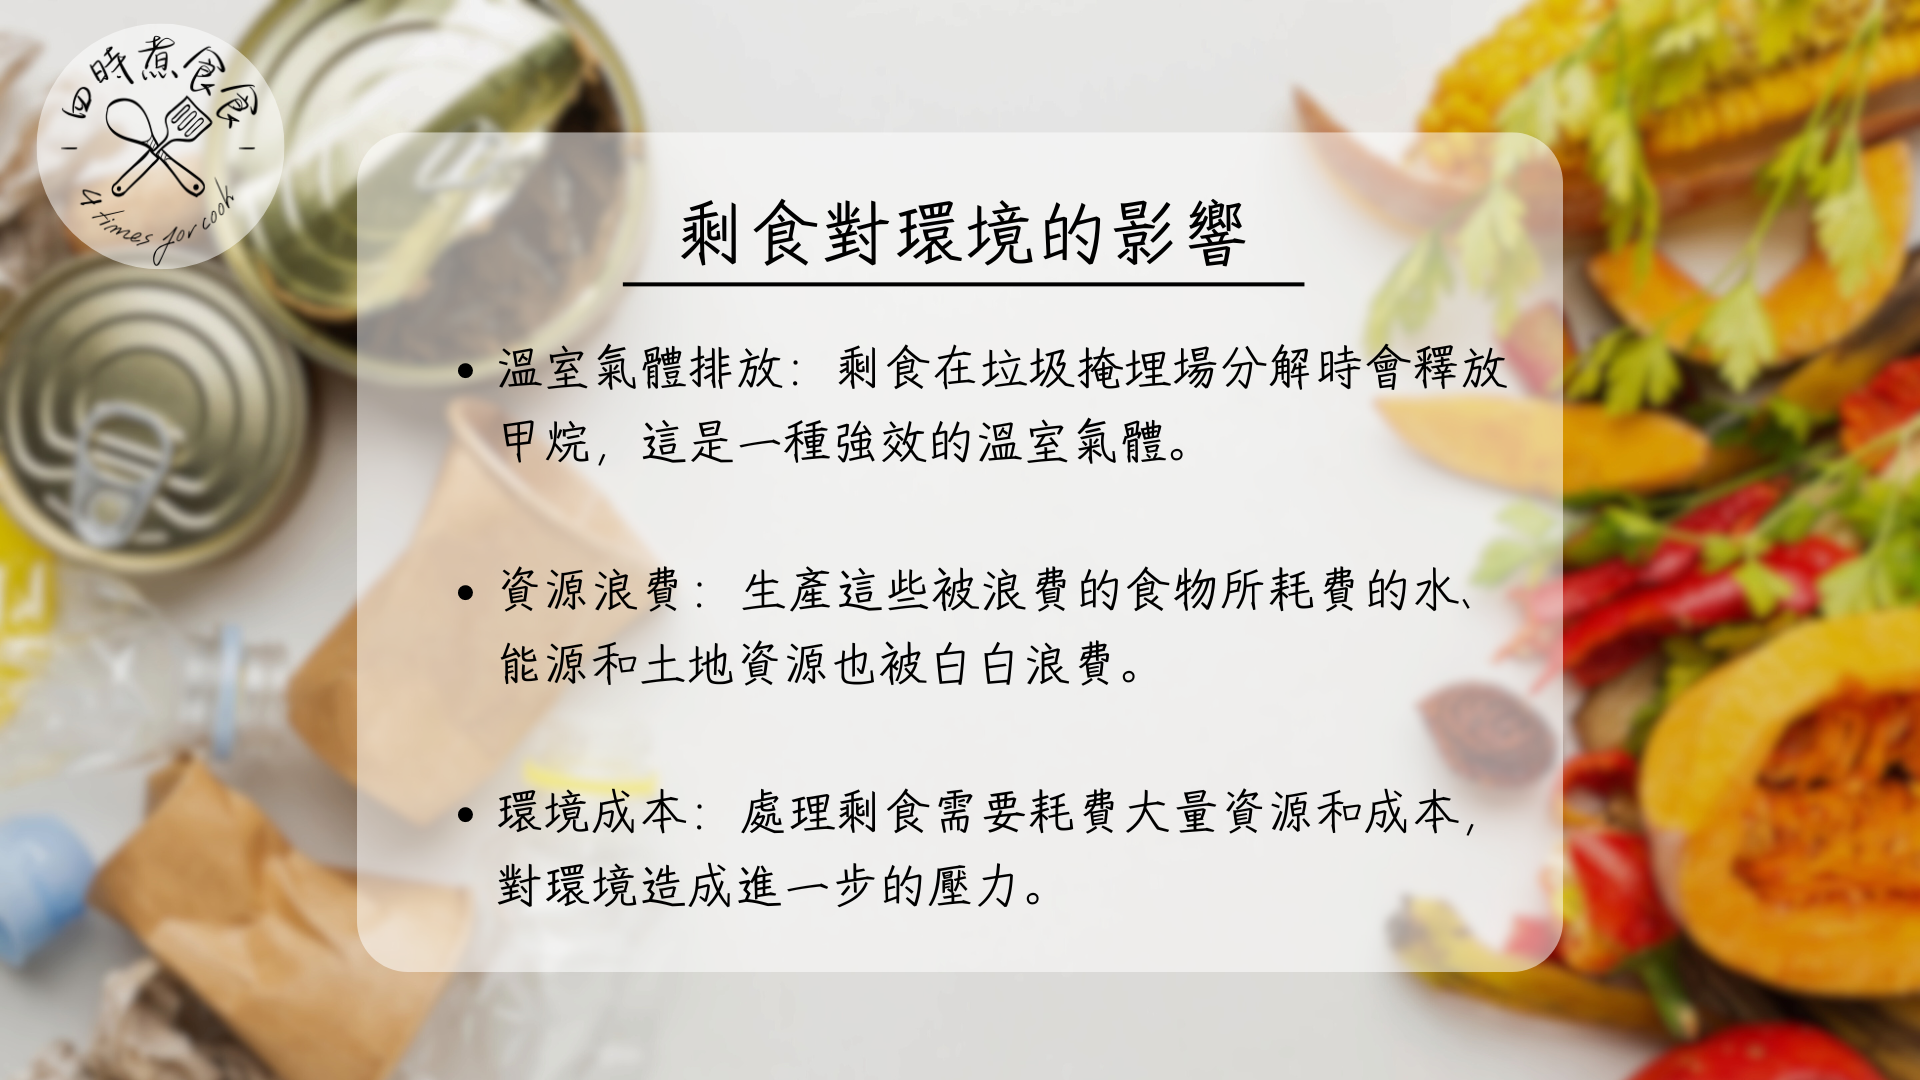 四時煮食食
4 times for cook
剩食對環境的影響
• 溫室氣體排放：剩食在垃圾掩埋場分解時會釋放
甲烷，這是一種強效的溫室氣體。
• 資源浪費：生產這些被浪費的食物所耗費的水、
能源和土地資源也被白白浪費。
• 環境成本：處理剩食需要耗費大量資源和成本，
對環境造成進一步的壓力。